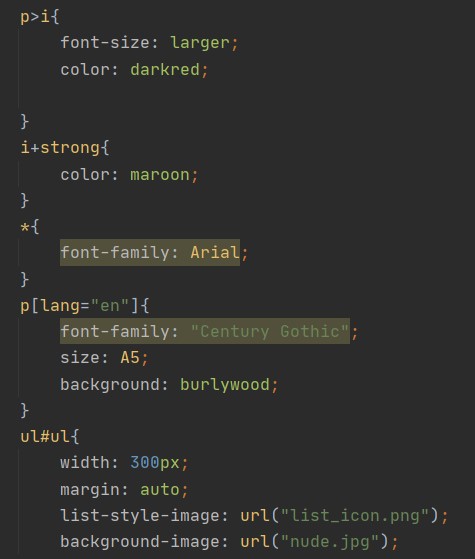 p>i{
    font-size: larger;
    color: darkred;

}
i+strong{
    color: maroon;
}
*{
    font-family: Arial;
}
p[lang="en"]{
    font-family: "Century Gothic";
    size: A5;
    background: burlywood;
}
ul#ul{
    width: 300px;
    margin: auto;
    list-style-image: url("list_icon.png");
    background-image: url("nude.jpg");